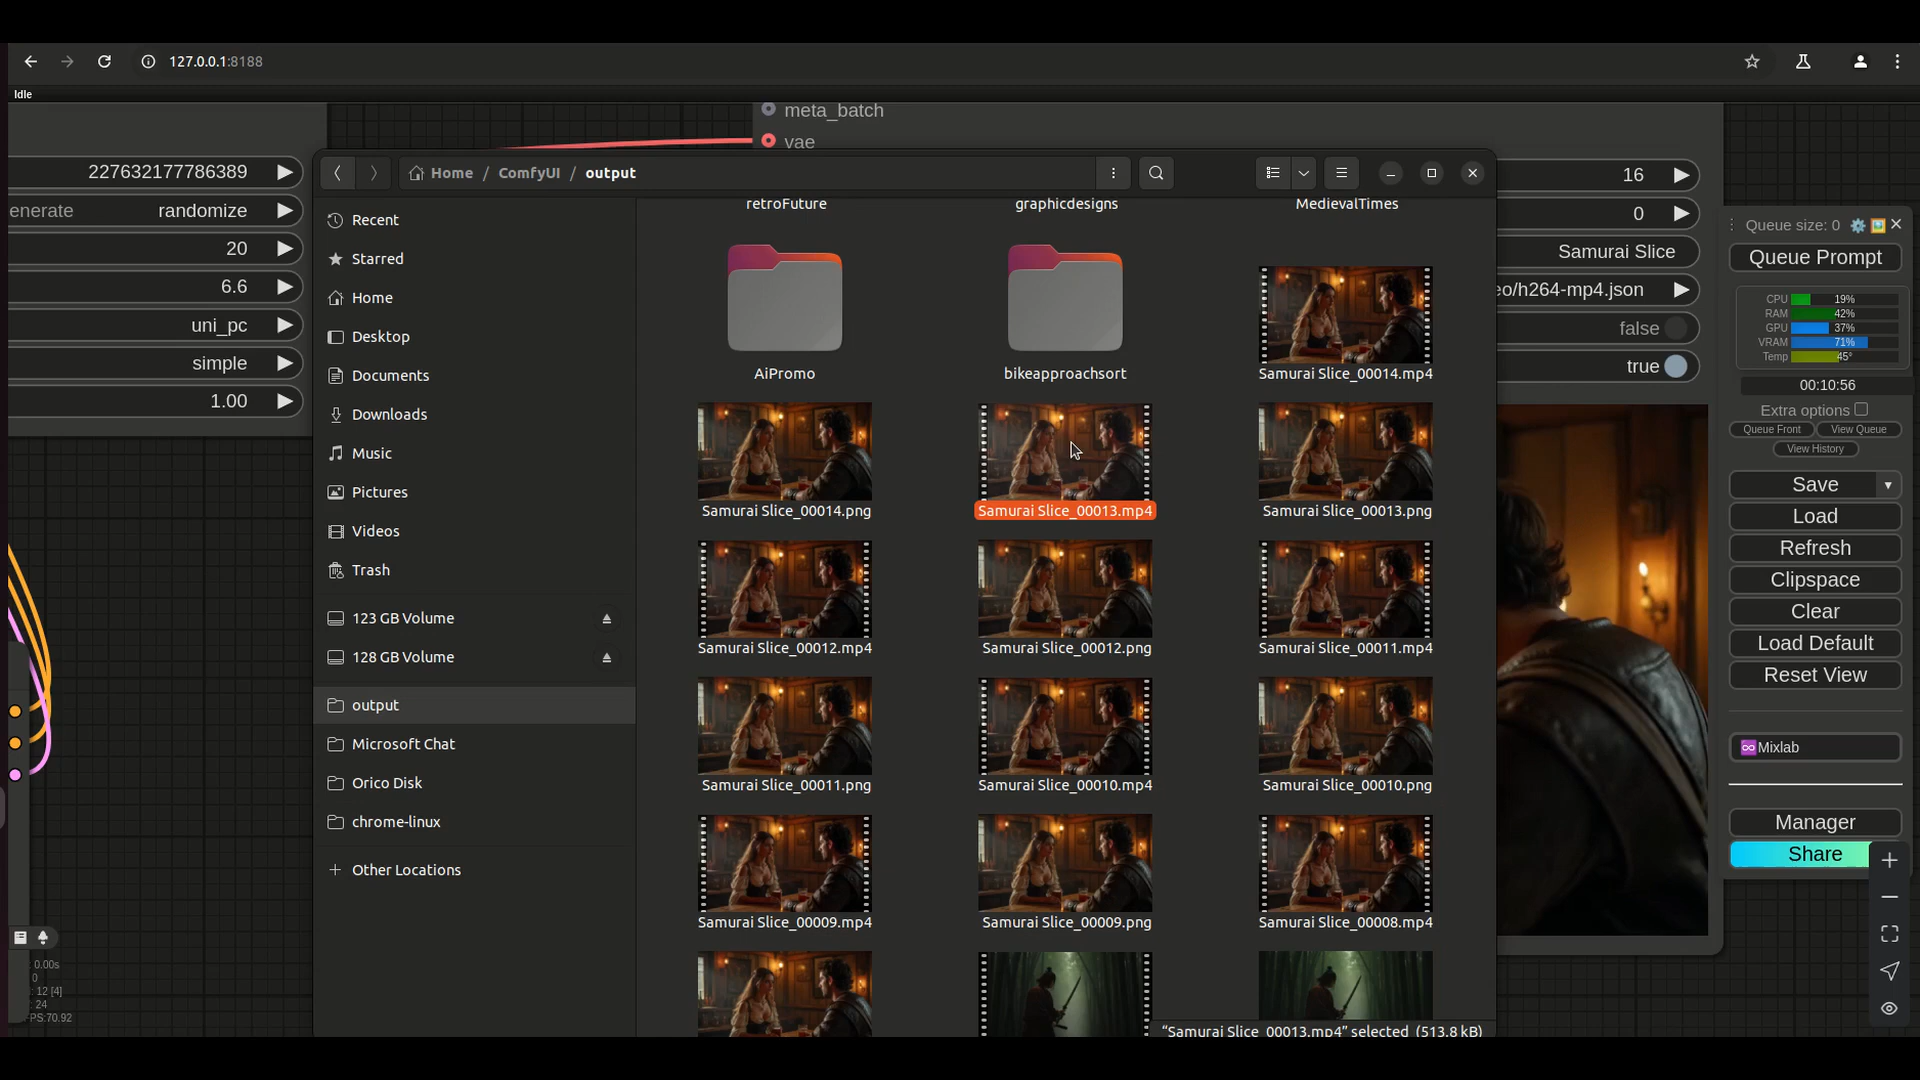 127.0.0.1:8188
Idle
meta_batch
vae
227632177786389
enerate randomize
20
6.6
uni_pc
simple
1.00
Home / ComfyUI / output
Recent
Starred
Home
Desktop
Documents
Downloads
Music
Pictures
Videos
Trash
123 GB Volume
128 GB Volume
output
Microsoft Chat
Orico Disk
chrome-linux
Other Locations
retroFuture graphicdesigns MedievalTimes
AiPromo bikeapproachsort Samurai Slice_00014.mp4
Samurai Slice_00014.png Samurai Slice_00013.mp4 Samurai Slice_00013.png
Samurai Slice_00012.mp4 Samurai Slice_00012.png Samurai Slice_00011.mp4
Samurai Slice_00011.png Samurai Slice_00010.mp4 Samurai Slice_00010.png
Samurai Slice_00009.mp4 Samurai Slice_00009.png Samurai Slice_00008.mp4
"Samurai Slice_00013.mp4" selected (513.8 kB)
16
0
Samurai Slice
eo/h264-mp4.json
false
true
Queue size: 0
Queue Prompt
CPU 19%
RAM 42%
GPU 37%
VRAM 71%
Temp 45°
00:10:56
Extra options
Queue Front View Queue
View History
Save
Load
Refresh
Clipspace
Clear
Load Default
Reset View
Mixlab
Manager
Share
: 0.00s
: 0
: 12 [4]
: 24
PS:70.92